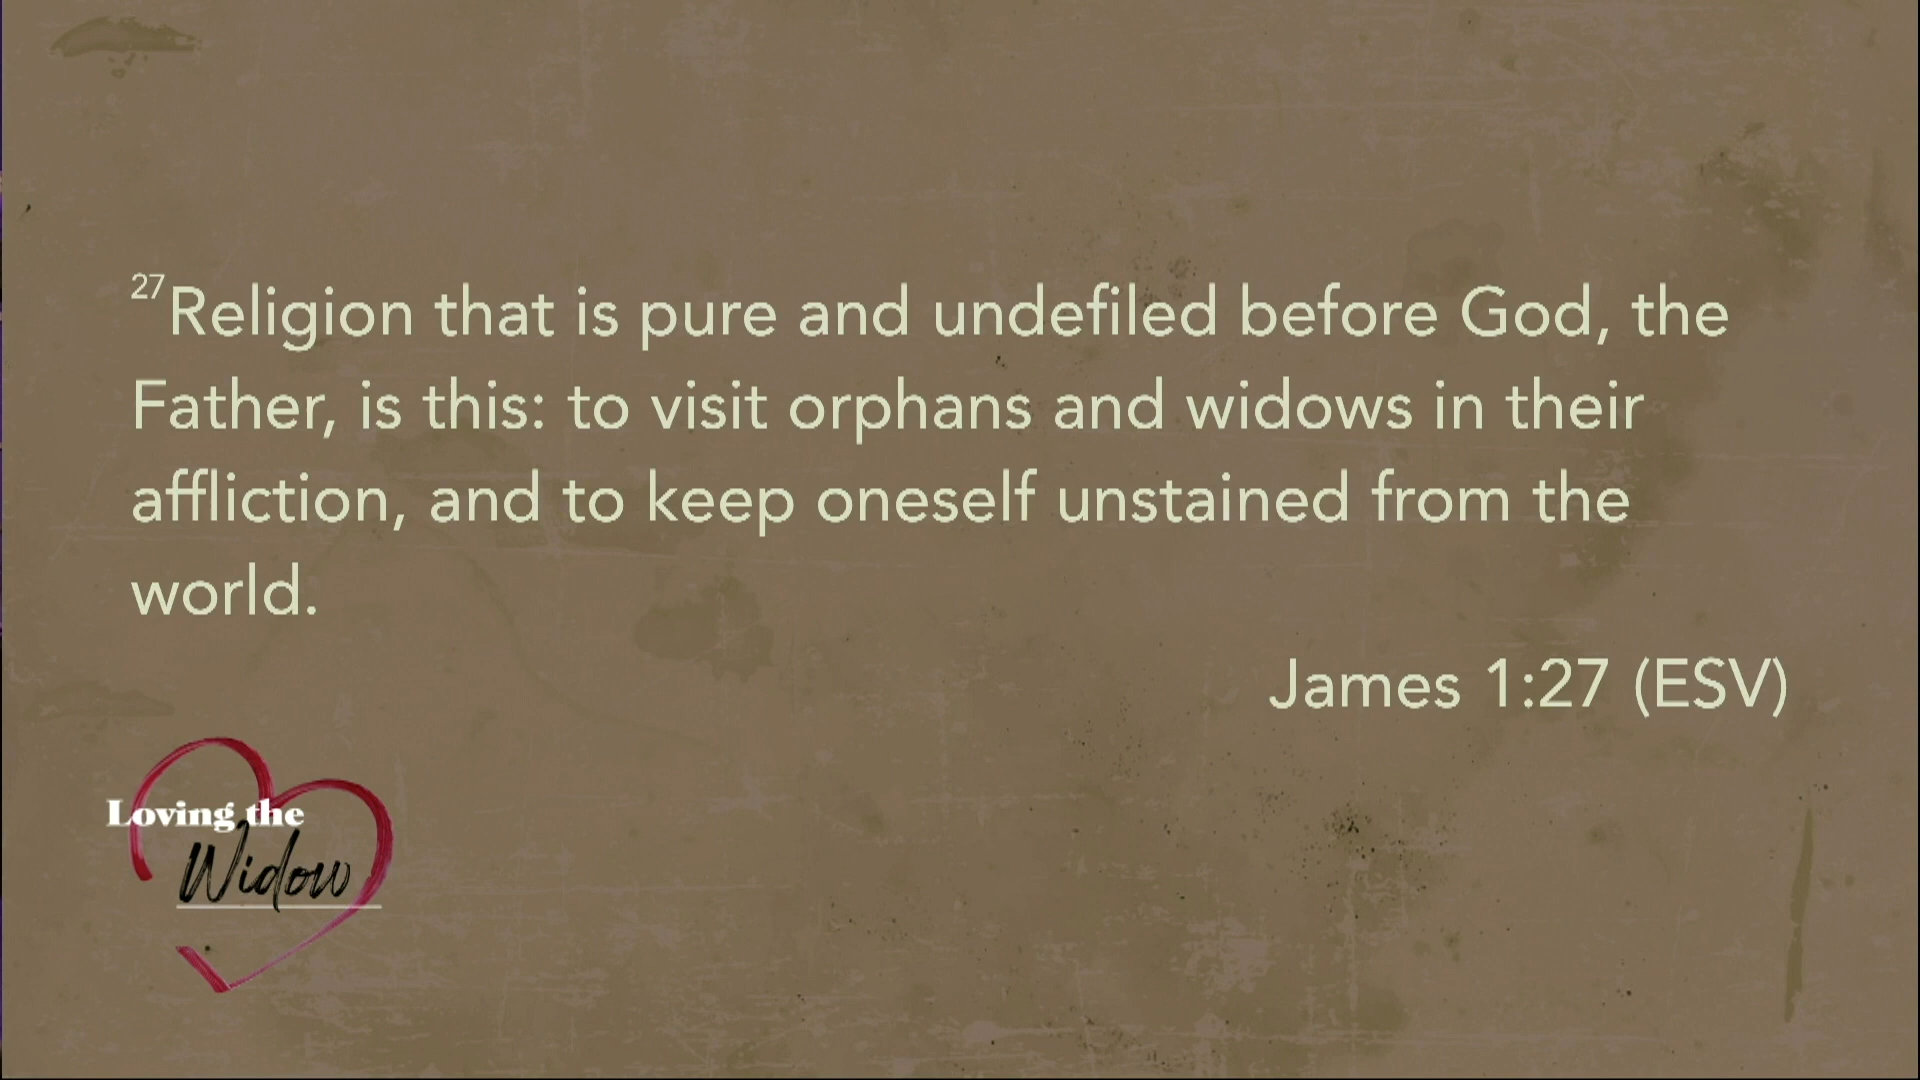 27Religion that is pure and undefiled before God, the
Father, is this: to visit orphans and widows in their
affliction, and to keep oneself unstained from the
world.
James 1:27 (ESV)
Loving the
Widow